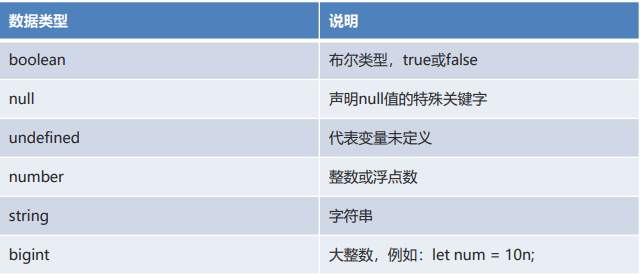 数据类型 说明
boolean 布尔类型，true或false
null 声明null值的特殊关键字
undefined 代表变量未定义
number 整数或浮点数
string 字符串
bigint 大整数，例如：let num = 10n;